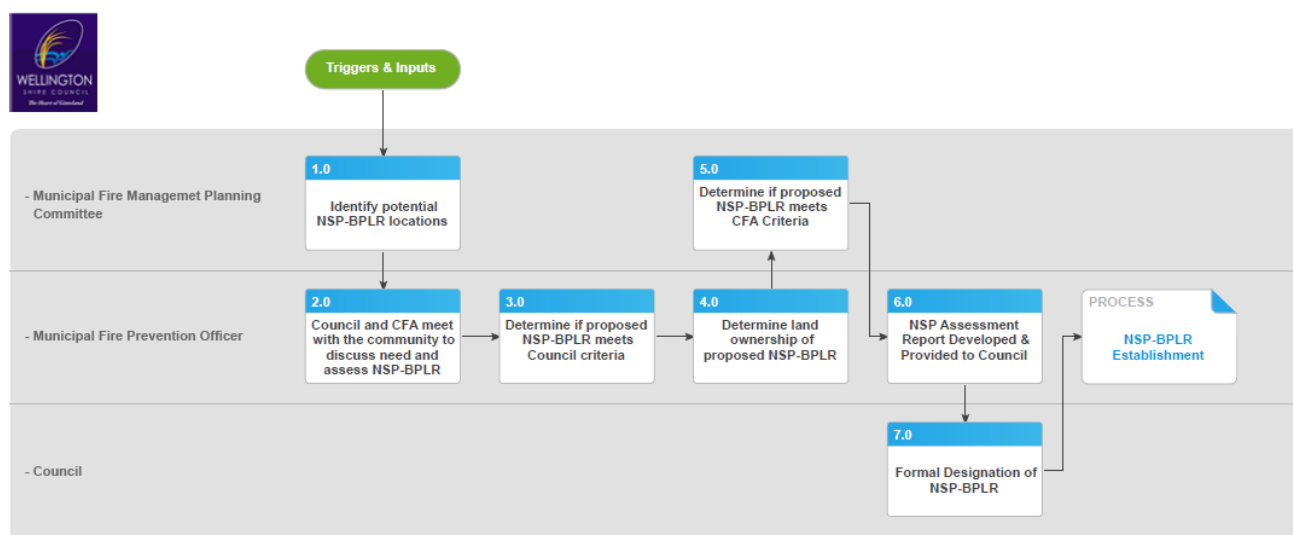 WELLINGTON
SHIRE COUNCIL
The Heart of Gippsland
Triggers & Inputs
- Municipal Fire Managemet Planning
Committee
1.0
Identify potential
NSP-BPLR locations
5.0
Determine if proposed
NSP-BPLR meets
CFA Criteria
- Municipal Fire Prevention Officer
2.0
Council and CFA meet
with the community to
discuss need and
assess NSP-BPLR
3.0
Determine if proposed
NSP-BPLR meets
Council criteria
4.0
Determine land
ownership of
proposed NSP-BPLR
6.0
NSP Assessment
Report Developed &
Provided to Council
PROCESS
NSP-BPLR
Establishment
- Council
7.0
Formal Designation of
NSP-BPLR